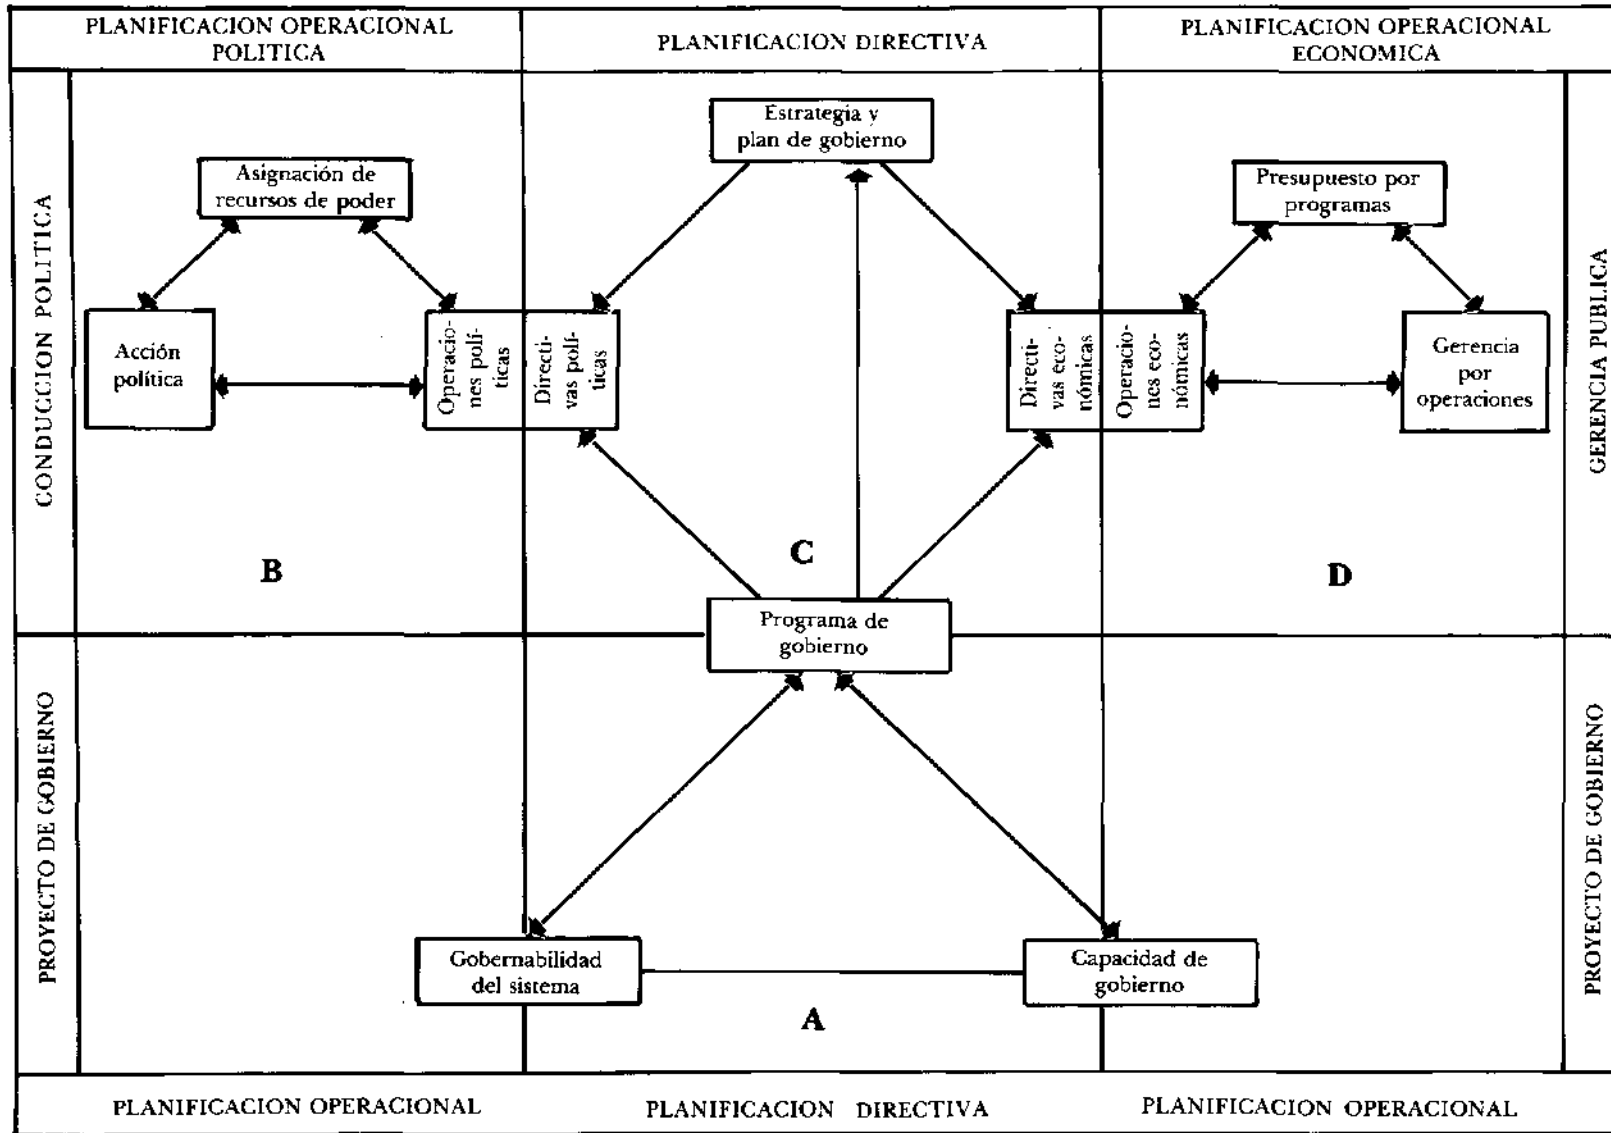 PLANIFICACION OPERACIONAL
POLITICA
PLANIFICACION DIRECTIVA
PLANIFICACION OPERACIONAL
ECONOMICA
CONDUCCION POLITICA
Asignación de
recursos de poder
Acción
política
Operacio-
nes polí-
ticas
Directi-
vas polí-
ticas
Estrategia y
plan de gobierno
Directi-
vas eco-
nómicas
Operacio-
nes eco-
nómicas
Presupuesto por
programas
Gerencia
por
operaciones
GERENCIA PUBLICA
B
C
D
Programa de
gobierno
PROYECTO DE GOBIERNO
Gobernabilidad
del sistema
Capacidad de
gobierno
A
PROYECTO DE GOBIERNO
PLANIFICACION OPERACIONAL
PLANIFICACION DIRECTIVA
PLANIFICACION OPERACIONAL